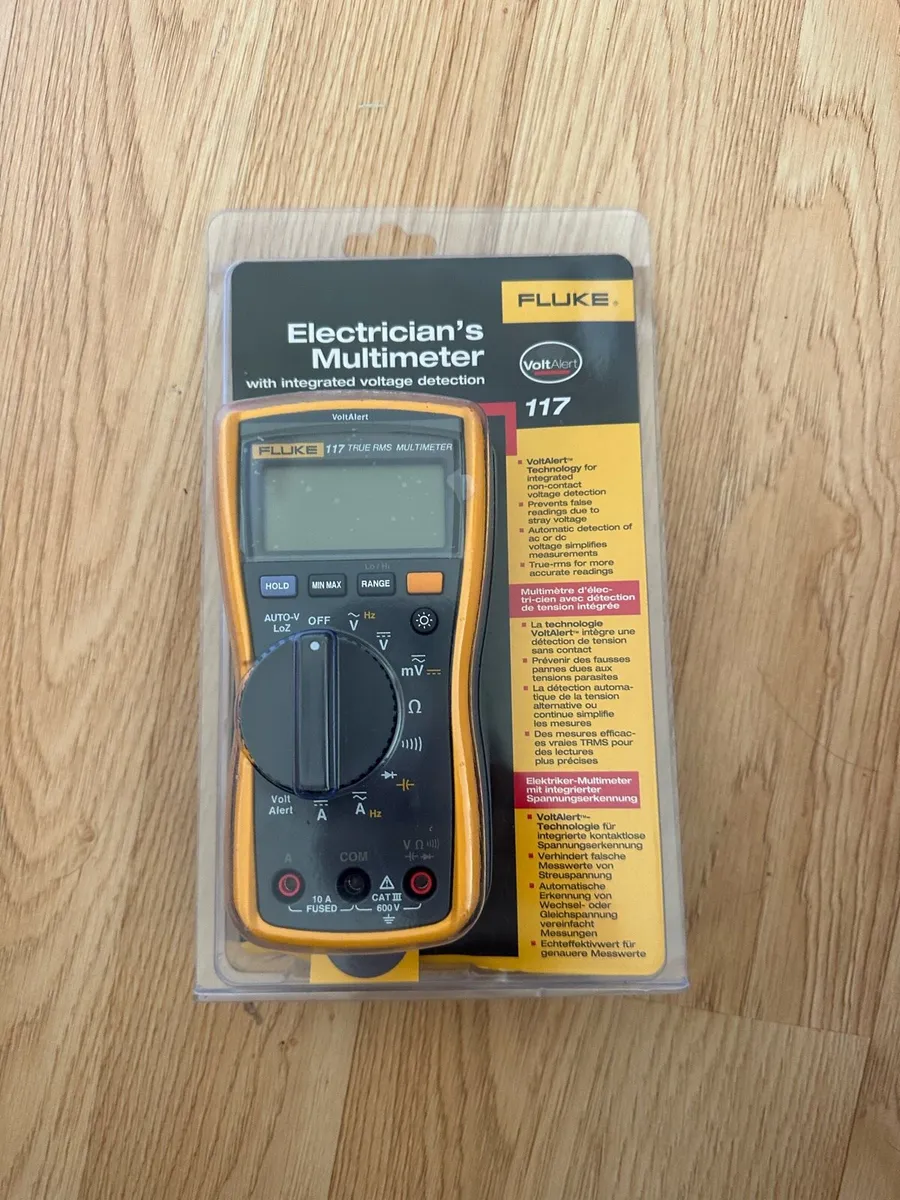 FLUKE®
Electrician's
Multimeter
with integrated voltage detection
VoltAlert
117
VoltAlert
FLUKE 117 TRUE RMS MULTIMETER
HOLD
MIN MAX
Lo / Hi
RANGE
AUTO-V
LoZ
OFF
V
Hz
V
mV
Ω
Volt
Alert
A
A
Hz
A
COM
V Ω
10 A
FUSED
CAT III
600 V
VoltAlert™
Technology for
integrated
non-contact
voltage detection
Prevents false
readings due to
stray voltage
Automatic detection of
ac or dc
voltage simplifies
measurements
True-rms for more
accurate readings
Multimètre d'élec-
tri-cien avec détection
de tension intégrée
La technologie
VoltAlert™ intègre une
détection de tension
sans contact
Prévenir des fausses
pannes dues aux
tensions parasites
La détection automa-
tique de la tension
alternative ou
continue simplifie
les mesures
Des mesures efficac-
es vraies TRMS pour
des lectures
plus précises
Elektriker-Multimeter
mit integrierter
Spannungserkennung
VoltAlert™-
Technologie für
integrierte kontaktlose
Spannungserkennung
Verhindert falsche
Messwerte von
Streuspannung
Automatische
Erkennung von
Wechsel- oder
Gleichspannung
vereinfacht
Messungen
Echteffektivwert für
genauere Messwerte